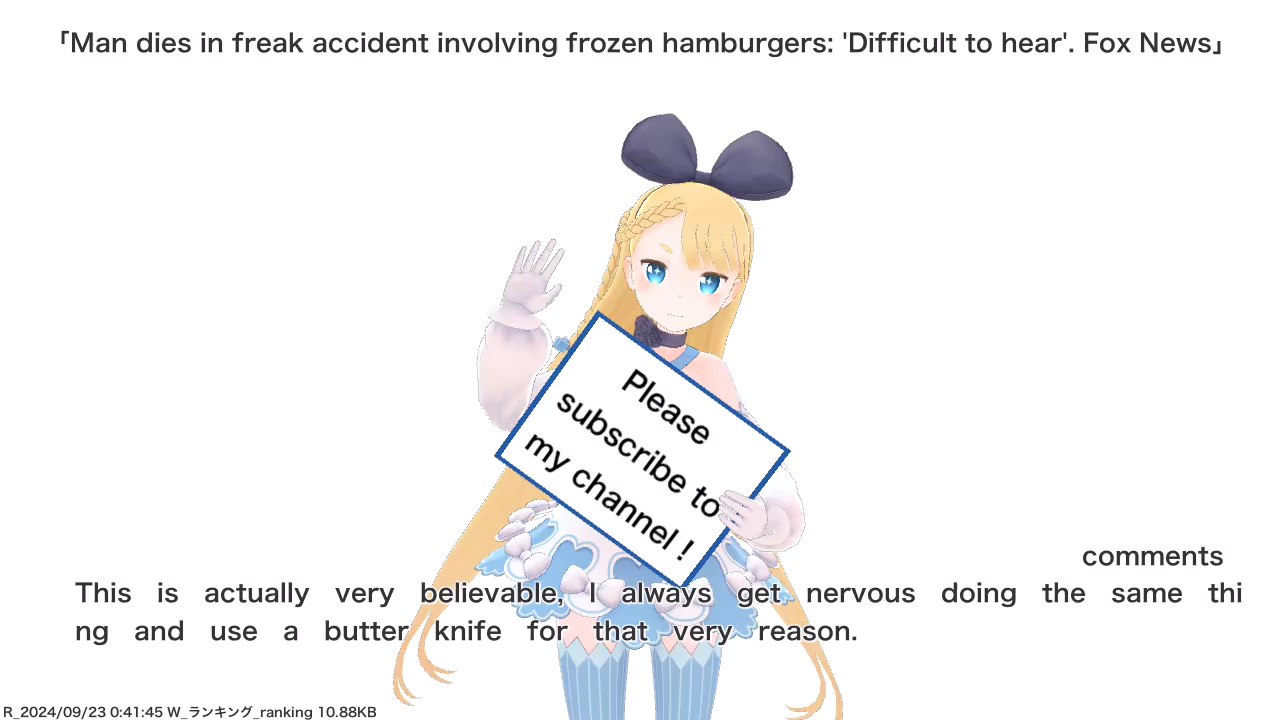 「Man dies in freak accident involving frozen hamburgers: 'Difficult to hear'. Fox News」
Please
subscribe to
my channel !
comments
This is actually very believable, I always get nervous doing the same thi
ng and use a butter knife for that very reason.
R_2024/09/23 0:41:45 W_ランキング_ranking 10.88KB